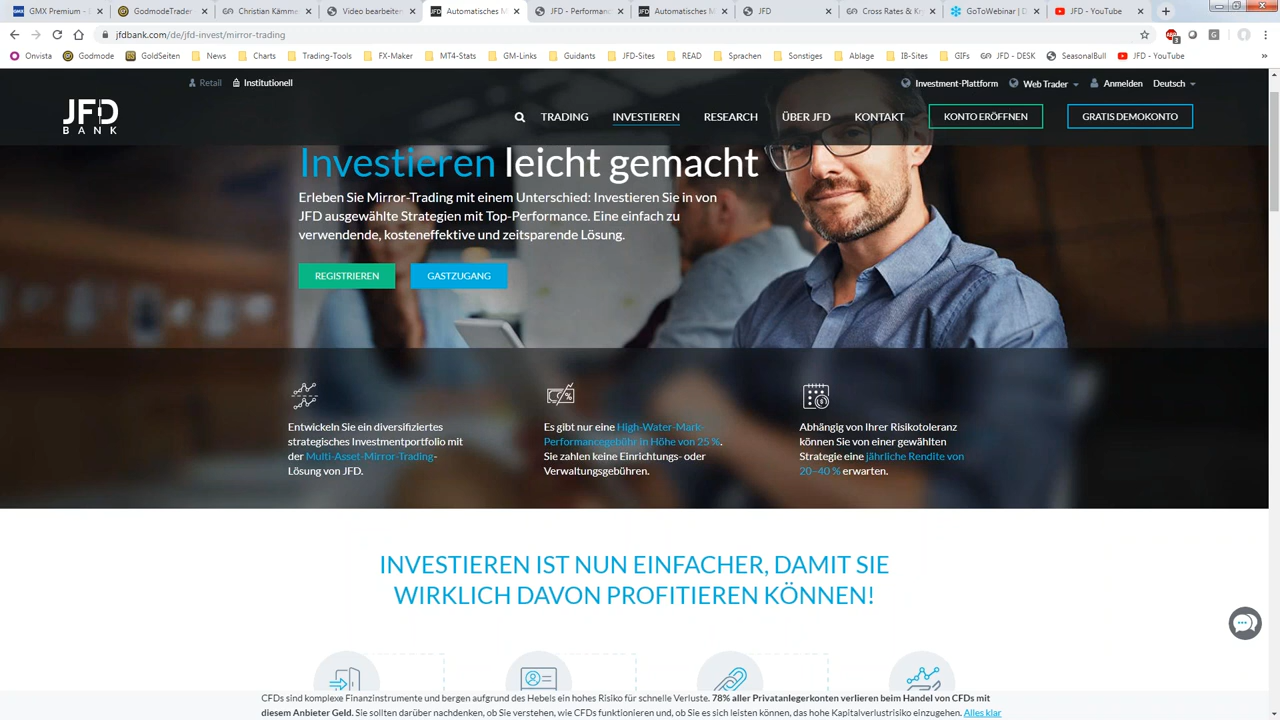 GMX Premium -
GodmodeTrader
Christian Kämme
Video bearbeiten
Automatisches M
JFD - Performanc
Automatisches M
JFD
Cross Rates & Kr
GoToWebinar | D
JFD - YouTube
jfdbank.com/de/jfd-invest/mirror-trading
Onvista
Godmode
GoldSeiten
News
Charts
Trading-Tools
FX-Maker
MT4-Stats
GM-Links
Guidants
JFD-Sites
READ
Sprachen
Sonstiges
Ablage
IB-Sites
GIFs
JFD - DESK
SeasonalBull
JFD - YouTube
»
Retail
Institutionell
Investment-Plattform
Web Trader
Anmelden
Deutsch
JFD
BANK
TRADING
INVESTIEREN
RESEARCH
ÜBER JFD
KONTAKT
KONTO ERÖFFNEN
GRATIS DEMOKONTO
Investieren leicht gemacht
Erleben Sie Mirror-Trading mit einem Unterschied: Investieren Sie in von
JFD ausgewählte Strategien mit Top-Performance. Eine einfach zu
verwendende, kosteneffektive und zeitsparende Lösung.
REGISTRIEREN
GASTZUGANG
Entwickeln Sie ein diversifiziertes
strategisches Investmentportfolio mit
der Multi-Asset-Mirror-Trading-
Lösung von JFD.
Es gibt nur eine High-Water-Mark-
Performancegebühr in Höhe von 25 %.
Sie zahlen keine Einrichtungs- oder
Verwaltungsgebühren.
Abhängig von Ihrer Risikotoleranz
können Sie von einer gewählten
Strategie eine jährliche Rendite von
20–40 % erwarten.
INVESTIEREN IST NUN EINFACHER, DAMIT SIE
WIRKLICH DAVON PROFITIEREN KÖNNEN!
CFDs sind komplexe Finanzinstrumente und bergen aufgrund des Hebels ein hohes Risiko für schnelle Verluste. 78% aller Privatanlegerkonten verlieren beim Handel von CFDs mit
diesem Anbieter Geld. Sie sollten darüber nachdenken, ob Sie verstehen, wie CFDs funktionieren und, ob Sie es sich leisten können, das hohe Kapitalverlustrisiko einzugehen. Alles klar